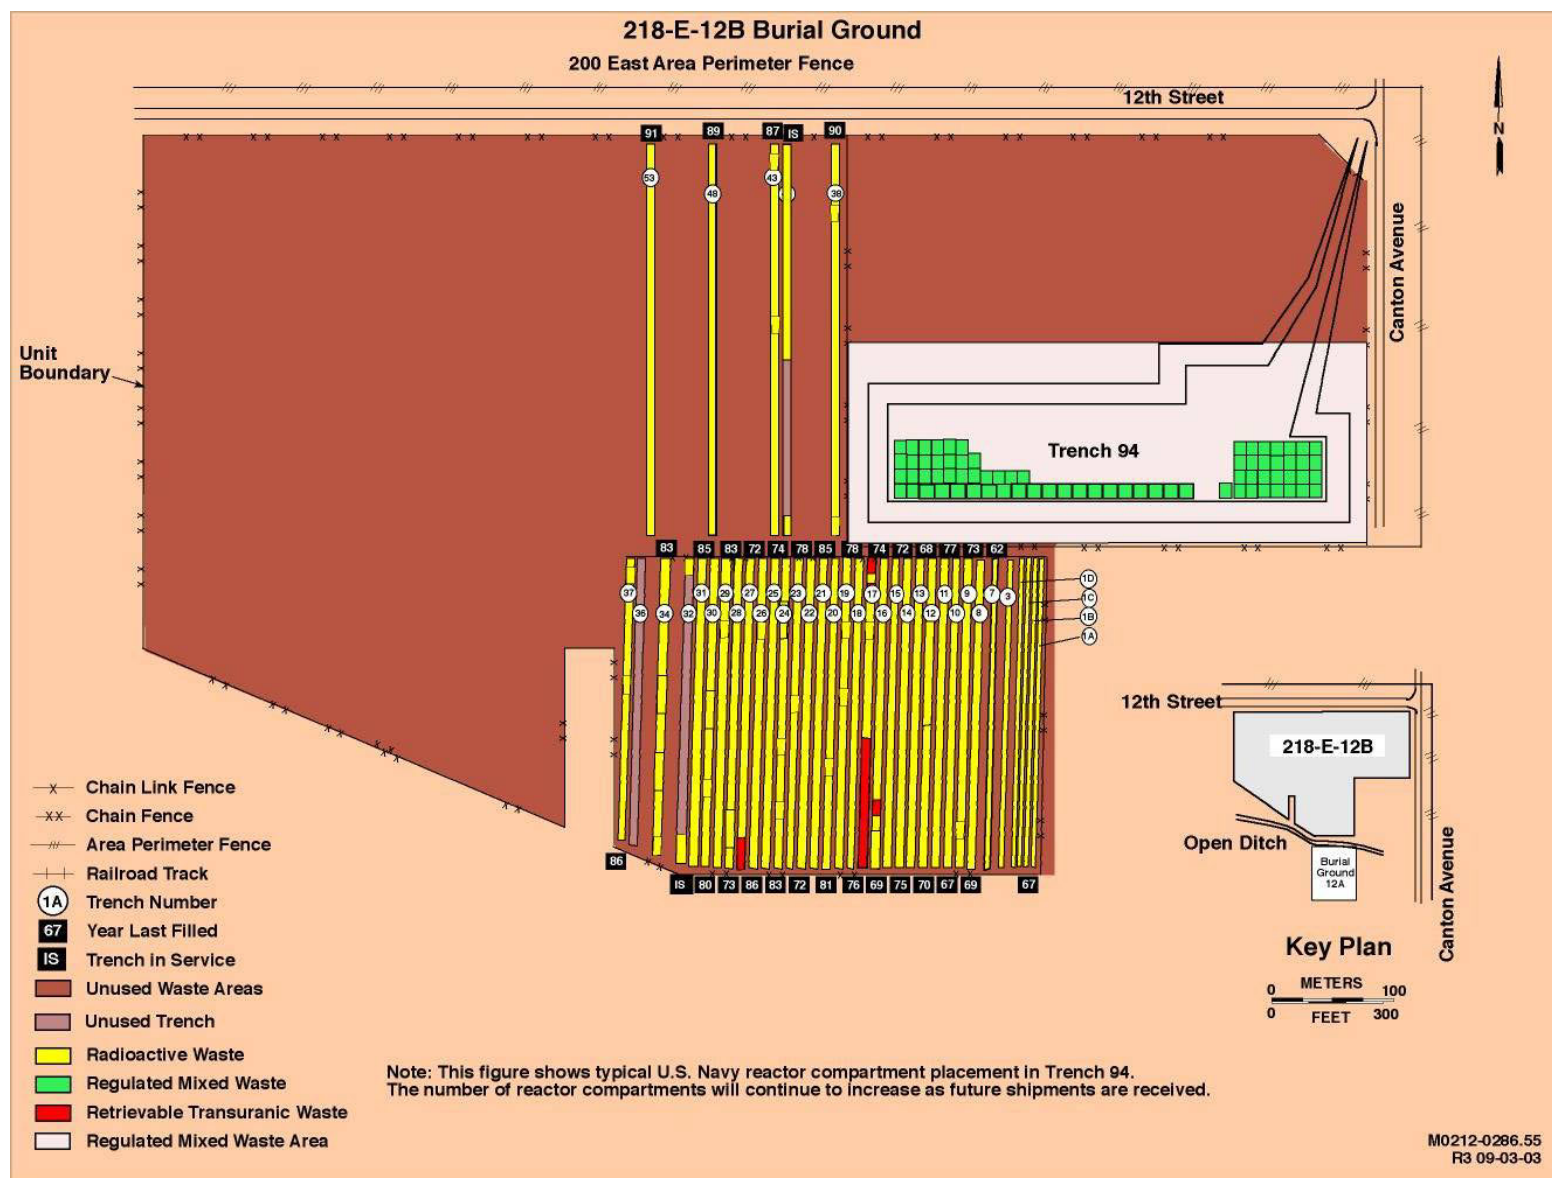 218-E-12B Burial Ground
200 East Area Perimeter Fence
12th Street
N
91 89 87 IS 90
53 43
48 38
Canton Avenue
Unit
Boundary
Trench 94
83 85 83 72 74 78 85 78 74 72 68 77 73 62
1D
37 31 29 27 25 23 21 19 17 15 13 11 9 7 3
1C
36 34 32 30 28 26 24 22 20 18 16 14 12 10 8
1B
1A
86
IS 80 73 86 83 72 81 76 69 75 70 67 69 67
12th Street
218-E-12B
Open Ditch
Burial
Ground
12A
Canton Avenue
Key Plan
0 METERS 100
0 FEET 300
Chain Link Fence
Chain Fence
Area Perimeter Fence
Railroad Track
1A Trench Number
67 Year Last Filled
IS Trench in Service
Unused Waste Areas
Unused Trench
Radioactive Waste
Regulated Mixed Waste
Retrievable Transuranic Waste
Regulated Mixed Waste Area
Note: This figure shows typical U.S. Navy reactor compartment placement in Trench 94.
The number of reactor compartments will continue to increase as future shipments are received.
M0212-0286.55
R3 09-03-03